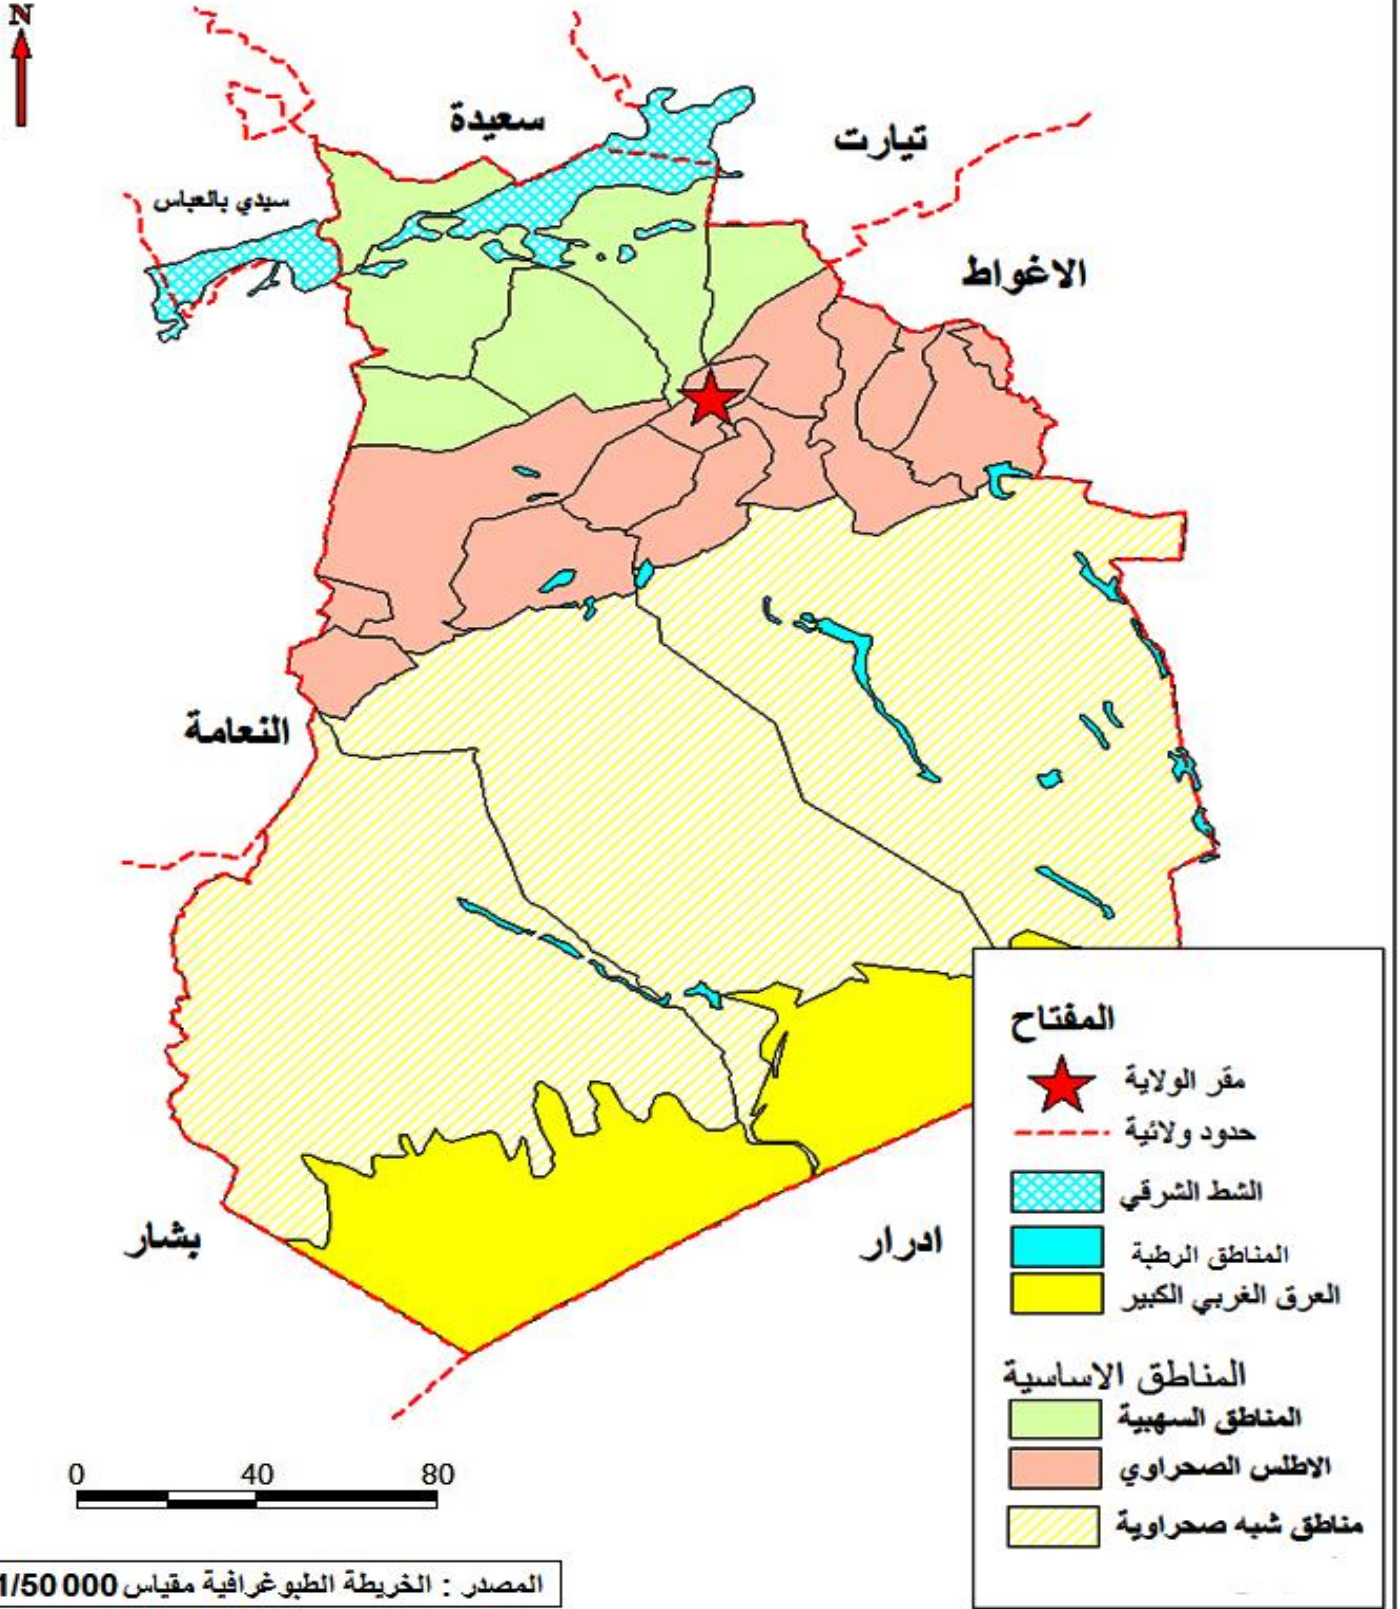 N
سعيدة
تيارت
سيدي بالعباس
الاغواط
النعامة
بشار
ادرار
المفتاح
مقر الولاية
حدود ولائية
الشط الشرقي
المناطق الرطبة
العرق الغربي الكبير
المناطق الاساسية
المناطق السهبية
الاطلس الصحراوي
مناطق شبه صحراوية
0 40 80
المصدر : الخريطة الطبوغرافية مقياس 1/50 000